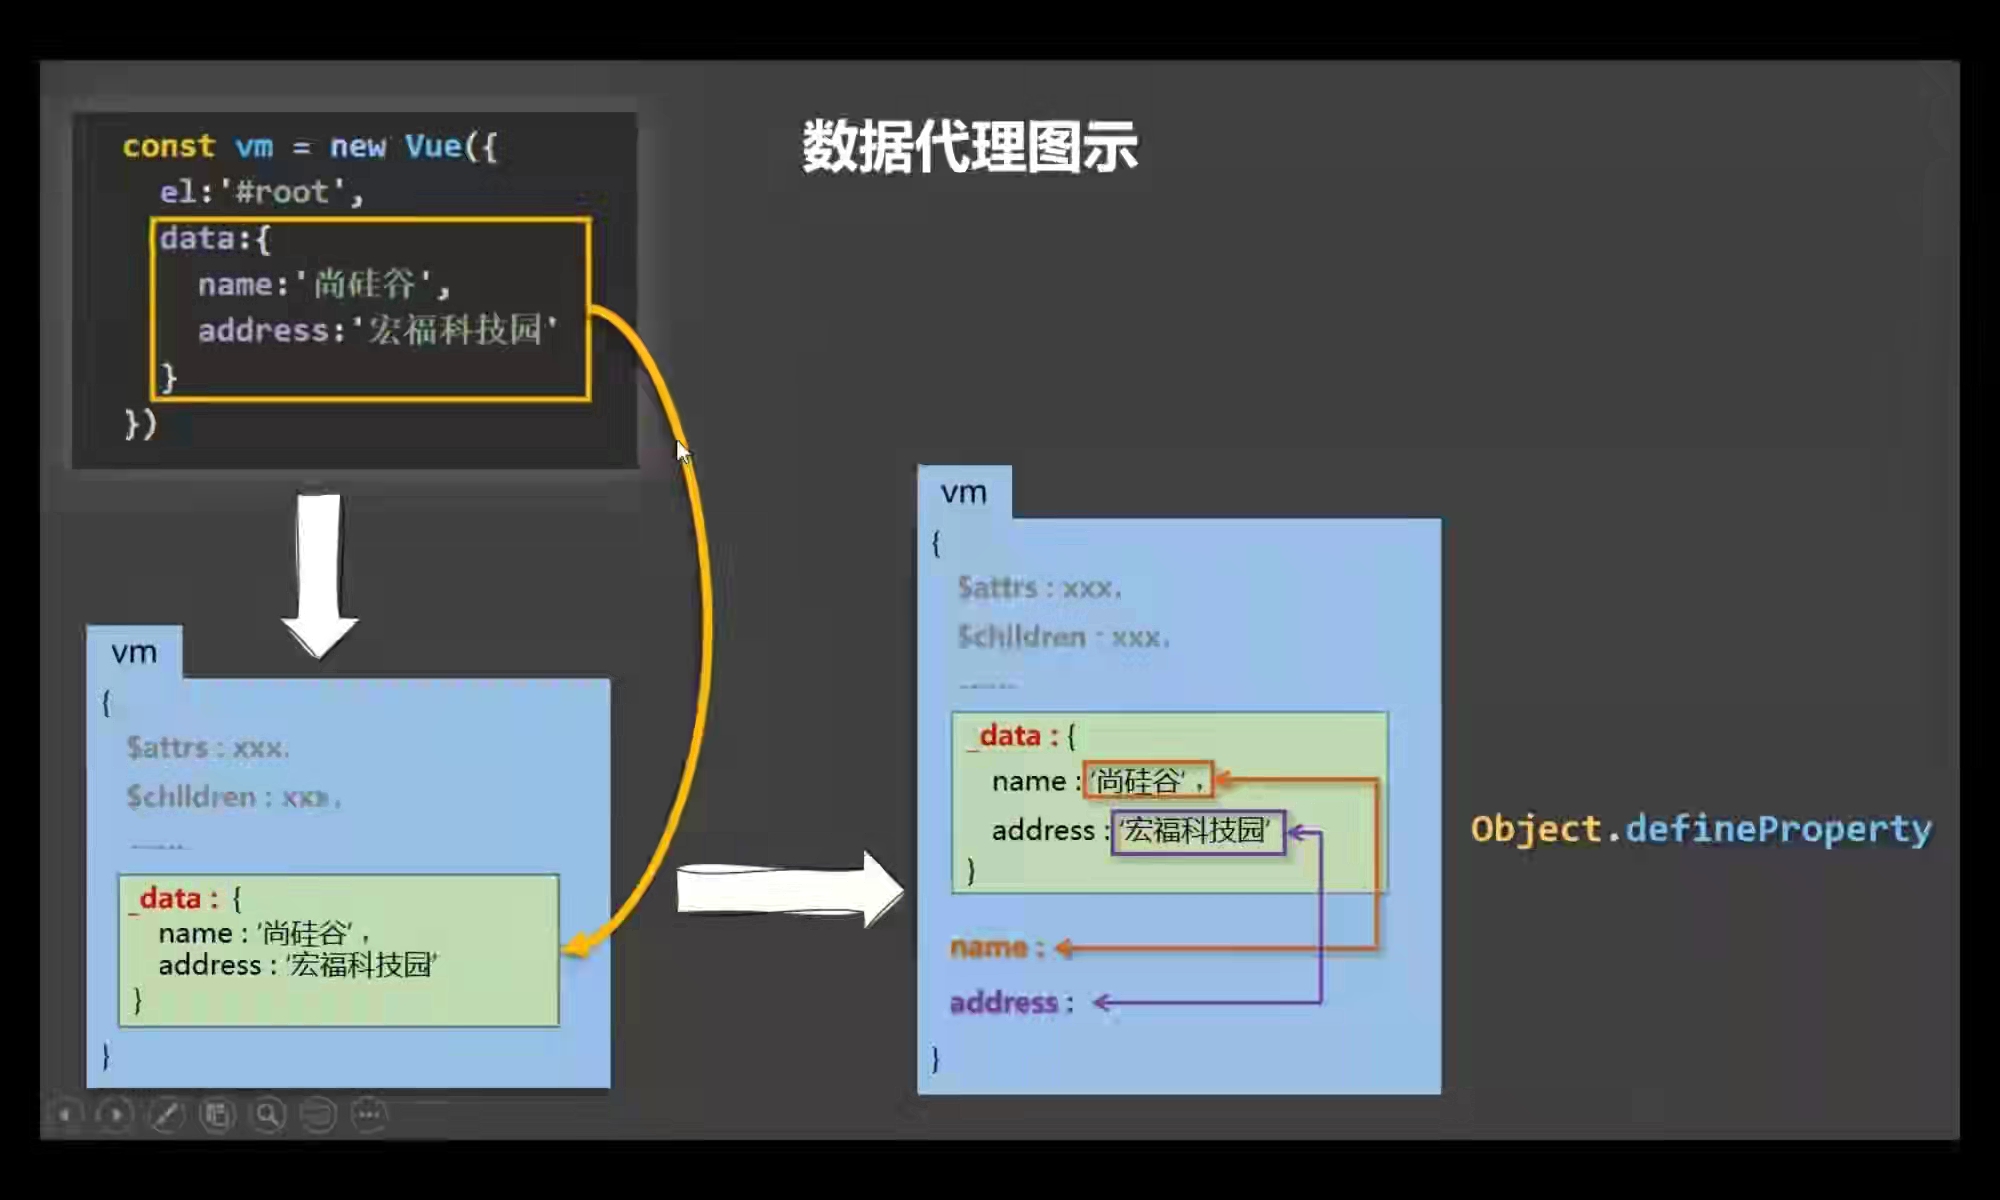 数据代理图示
const vm = new Vue({
el:'#root',
data:{
name:'尚硅谷',
address:'宏福科技园'
}
})
vm
{
$attrs : xxx.
$chlldren : xxx .
......
_data : {
name : '尚硅谷' ,
address : '宏福科技园'
}
}
vm
{
$attrs : xxx.
$chlldren : xxx.
......
_data : {
name : '尚硅谷' ,
address : '宏福科技园'
}
name :
address :
}
Object.defineProperty